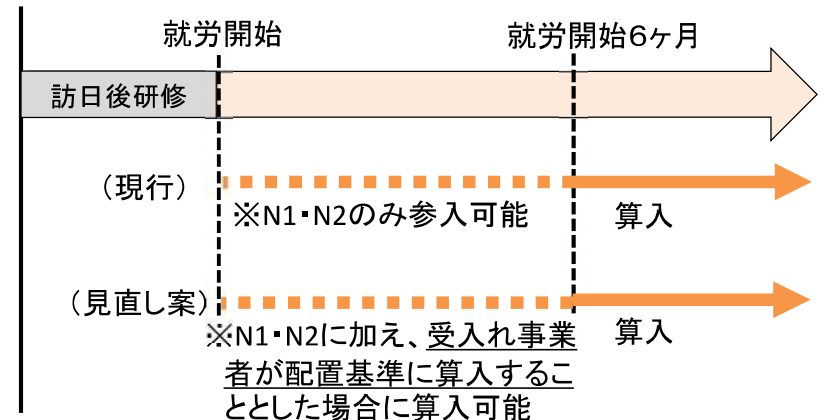 就労開始
就労開始6ヶ月
訪日後研修
（現行）
※N1・N2のみ参入可能
算入
（見直し案）
※N1・N2に加え、受入れ事業
者が配置基準に算入するこ
ととした場合に算入可能
算入